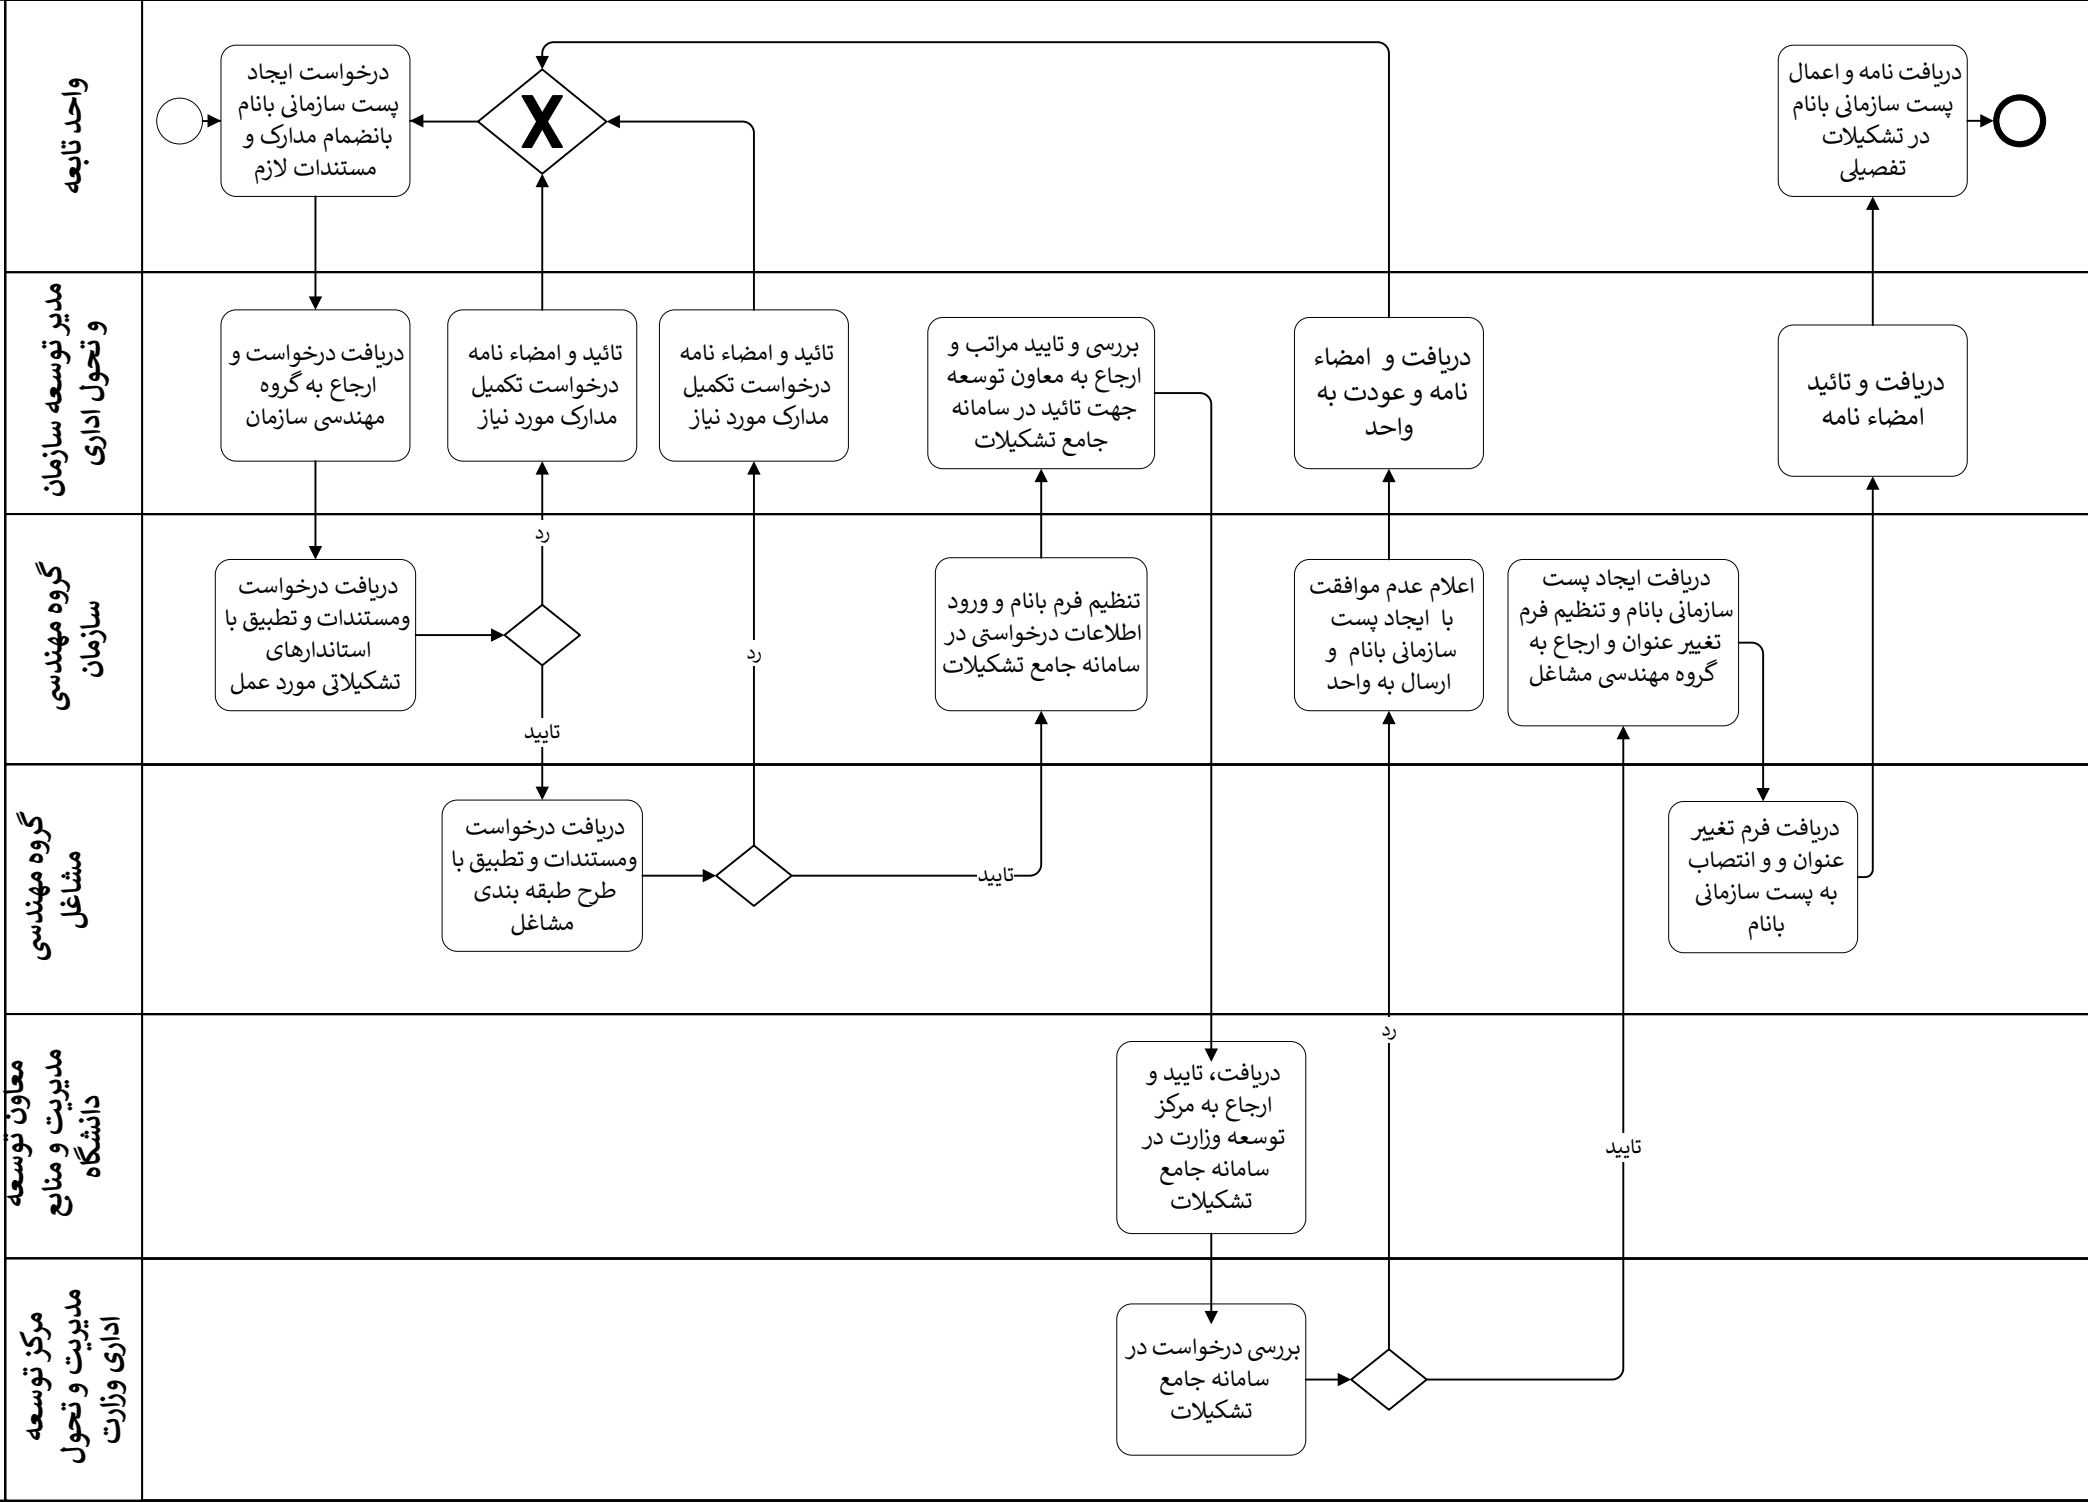 واحد تابعه
درخواست ایجاد
پست سازمانی بانام
بانضمام مدارک و
مستندات لازم
X
دریافت نامه و اعمال
پست سازمانی بانام
در تشکیلات
تفصیلی
مدیر توسعه سازمان
و تحول اداری
دریافت درخواست و
ارجاع به گروه
مهندسی سازمان
تائید و امضاء نامه
درخواست تکمیل
مدارک مورد نیاز
تائید و امضاء نامه
درخواست تکمیل
مدارک مورد نیاز
بررسی و تایید مراتب و
ارجاع به معاون توسعه
جهت تائید در سامانه
جامع تشکیلات
دریافت و امضاء
نامه و عودت به
واحد
دریافت و تائید
امضاء نامه
گروه مهندسی
سازمان
دریافت درخواست
ومستندات و تطبیق با
استاندارهای
تشکیلاتی مورد عمل
رد
تایید
رد
تنظیم فرم بانام و ورود
اطلاعات درخواستی در
سامانه جامع تشکیلات
اعلام عدم موافقت
با ایجاد پست
سازمانی بانام و
ارسال به واحد
دریافت ایجاد پست
سازمانی بانام و تنظیم فرم
تغییر عنوان و ارجاع به
گروه مهندسی مشاغل
گروه مهندسی
مشاغل
دریافت درخواست
ومستندات و تطبیق با
طرح طبقه بندی
مشاغل
تایید
دریافت فرم تغییر
عنوان و و انتصاب
به پست سازمانی
بانام
معاون توسعه
مدیریت و منابع
دانشگاه
دریافت، تایید و
ارجاع به مرکز
توسعه وزارت در
سامانه جامع
تشکیلات
رد
تایید
مرکز توسعه
مدیریت و تحول
اداری وزارت
بررسی درخواست در
سامانه جامع
تشکیلات